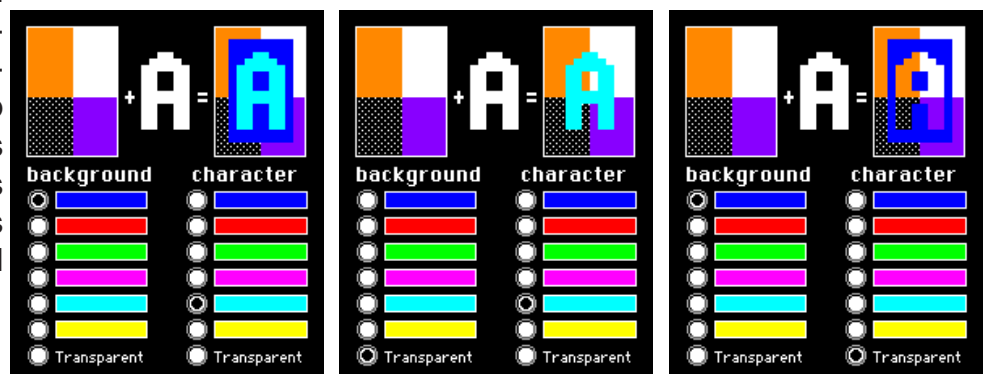 + A = A
background character
Transparent Transparent
+ A = A
background character
Transparent Transparent
+ A = A
background character
Transparent Transparent